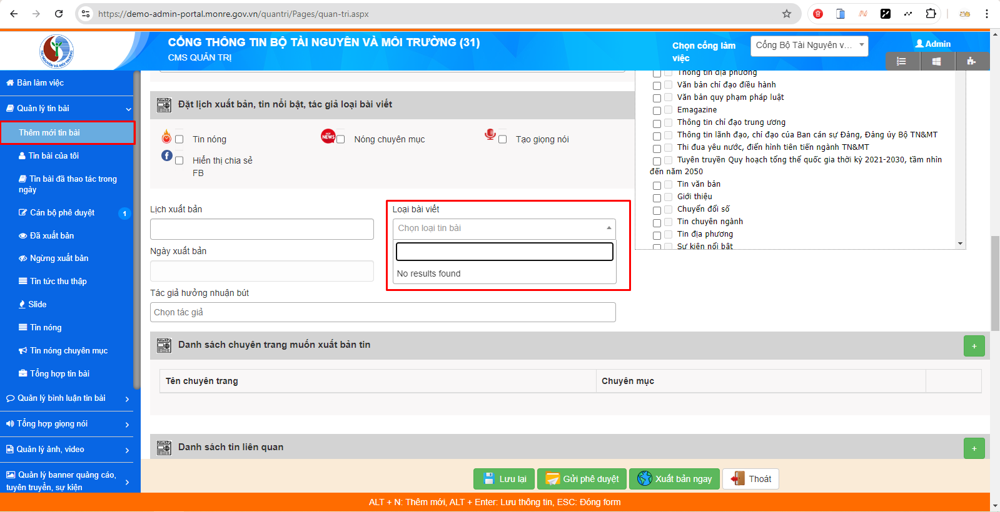 https://demo-admin-portal.monre.gov.vn/quantri/Pages/quan-tri.aspx
TÀI NGUYÊN VÀ MÔI TRƯỜNG
CỔNG THÔNG TIN BỘ TÀI NGUYÊN VÀ MÔI TRƯỜNG (31)
CMS QUẢN TRỊ
Chọn cổng làm
việc
Cổng Bộ Tài Nguyên v...
Admin
Bàn làm việc
Quản lý tin bài
Thêm mới tin bài
Tin bài của tôi
Tin bài đã thao tác trong
ngày
Cán bộ phê duyệt
1
Đã xuất bản
Ngừng xuất bản
Tin tức thu thập
Slide
Tin nóng
Tin nóng chuyên mục
Tổng hợp tin bài
Quản lý bình luận tin bài
Tổng hợp giọng nói
Quản lý ảnh, video
Quản lý banner quảng cáo,
tuyên truyền, sự kiện
Đặt lịch xuất bản, tin nổi bật, tác giả loại bài viết
Tin nóng
NEWS
Nóng chuyên mục
Tạo giọng nói
Hiển thị chia sẻ
FB
Lịch xuất bản
Loại bài viết
Chọn loại tin bài
No results found
Ngày xuất bản
Tác giả hưởng nhuận bút
Chọn tác giả
Thông tin địa phương
Văn bản chỉ đạo điều hành
Văn bản quy phạm pháp luật
Emagazine
Thông tin chỉ đạo trung ương
Thông tin lãnh đạo, chỉ đạo của Ban cán sự Đảng, Đảng ủy Bộ TN&MT
Thi đua yêu nước, điển hình tiên tiến ngành TN&MT
Tuyên truyền Quy hoạch tổng thể quốc gia thời kỳ 2021-2030, tầm nhìn
đến năm 2050
Tin văn bản
Giới thiệu
Chuyển đổi số
Tin chuyên ngành
Tin địa phương
Sự kiện nổi bật
Danh sách chuyên trang muốn xuất bản tin
+
Tên chuyên trang
Chuyên mục
Danh sách tin liên quan
+
Lưu lại
Gửi phê duyệt
Xuất bản ngay
Thoát
ALT + N: Thêm mới, ALT + Enter: Lưu thông tin, ESC: Đóng form